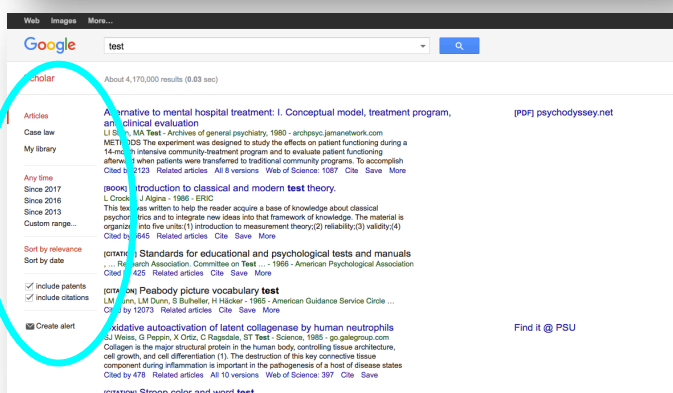 Web Images More...
Google
test
Scholar
About 4,170,000 results (0.03 sec)
Articles
Case law
My library
Any time
Since 2017
Since 2016
Since 2013
Custom range...
Sort by relevance
Sort by date
include patents
include citations
Create alert
Alternative to mental hospital treatment: I. Conceptual model, treatment program,
and clinical evaluation
LI Stein, MA Test - Archives of general psychiatry, 1980 - archpsyc.jamanetwork.com
METHODS The experiment was designed to study the effects on patient functioning during a
14-month intensive community-treatment program and to evaluate patient functioning
afterward when patients were transferred to traditional community programs. To accomplish
Cited by 2123 Related articles All 8 versions Web of Science: 1087 Cite Save More
[PDF] psychodyssey.net
[BOOK] Introduction to classical and modern test theory.
L Crocker, J Algina - 1986 - ERIC
This text was written to help the reader acquire a base of knowledge about classical
psychometrics and to integrate new ideas into that framework of knowledge. The material is
organized into five units:(1) introduction to measurement theory;(2) reliability;(3) validity;(4)
Cited by 6645 Related articles Cite Save More
[CITATION] Standards for educational and psychological tests and manuals
, ... Research Association. Committee on Test ... - 1966 - American Psychological Association
Cited by 425 Related articles Cite Save More
[CITATION] Peabody picture vocabulary test
LM Dunn, LM Dunn, S Bulheller, H Häcker - 1965 - American Guidance Service Circle ...
Cited by 12073 Related articles Cite Save More
Oxidative autoactivation of latent collagenase by human neutrophils
SJ Weiss, G Peppin, X Ortiz, C Ragsdale, ST Test - Science, 1985 - go.galegroup.com
Collagen is the major structural protein in the human body, controlling tissue architecture,
cell growth, and cell differentiation (1). The destruction of this key connective tissue
component during inflammation is important in the pathogenesis of a host of disease states
Cited by 478 Related articles All 10 versions Web of Science: 397 Cite Save
Find it @ PSU
[CITATION] Stroop color and word test